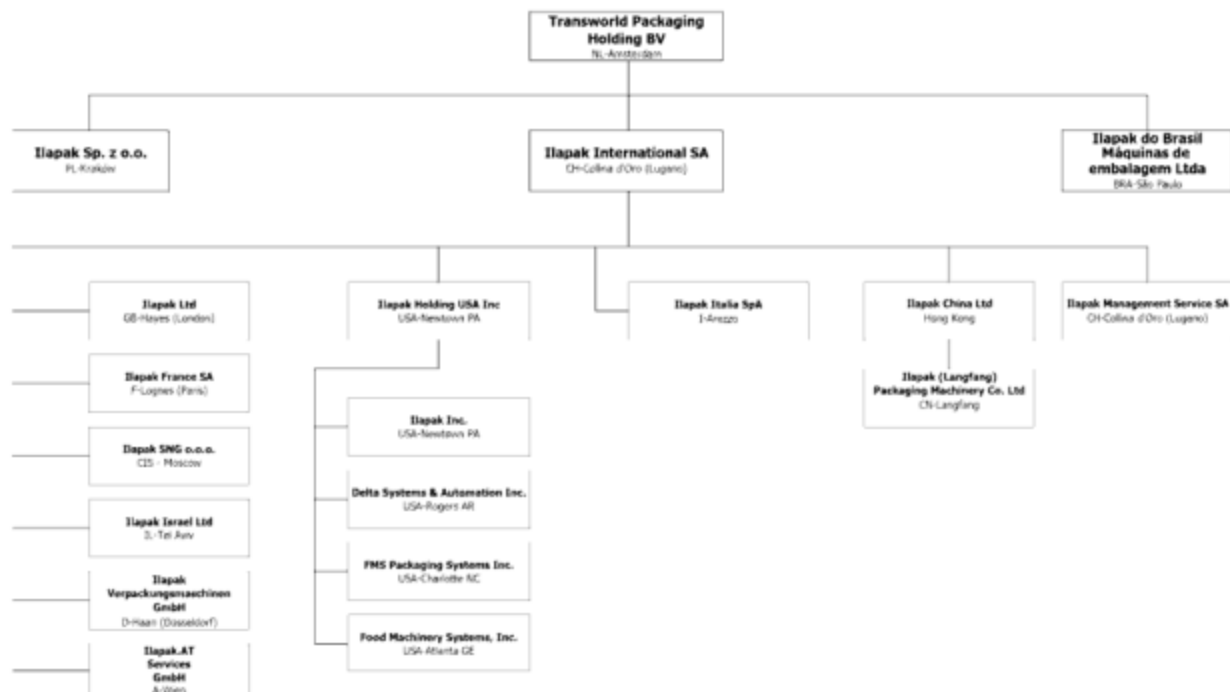 Transworld Packaging
Holding BV
NL-Amsterdam
Ilapak Sp. z o.o.
PL-Kraków
Ilapak International SA
CH-Collina d'Oro (Lugano)
Ilapak do Brasil
Máquinas de
embalagem Ltda
BRA-São Paulo
Ilapak Ltd
GB-Hayes (London)
Ilapak Holding USA Inc
USA-Newtown PA
Ilapak Italia SpA
I-Arezzo
Ilapak China Ltd
Hong Kong
Ilapak Management Service SA
CH-Collina d'Oro (Lugano)
Ilapak France SA
F-Lognes (Paris)
Ilapak (Langfang)
Packaging Machinery Co. Ltd
CN-Langfang
Ilapak Inc.
USA-Newtown PA
Ilapak SNG o.o.o.
CIS - Moscow
Delta Systems & Automation Inc.
USA-Rogers AR
Ilapak Israel Ltd
IL-Tel Aviv
FMS Packaging Systems Inc.
USA-Charlotte NC
Ilapak
Verpackungsmaschinen
GmbH
D-Haan (Düsseldorf)
Food Machinery Systems, Inc.
USA-Atlanta GE
Ilapak.AT
Services
GmbH
A-Wien